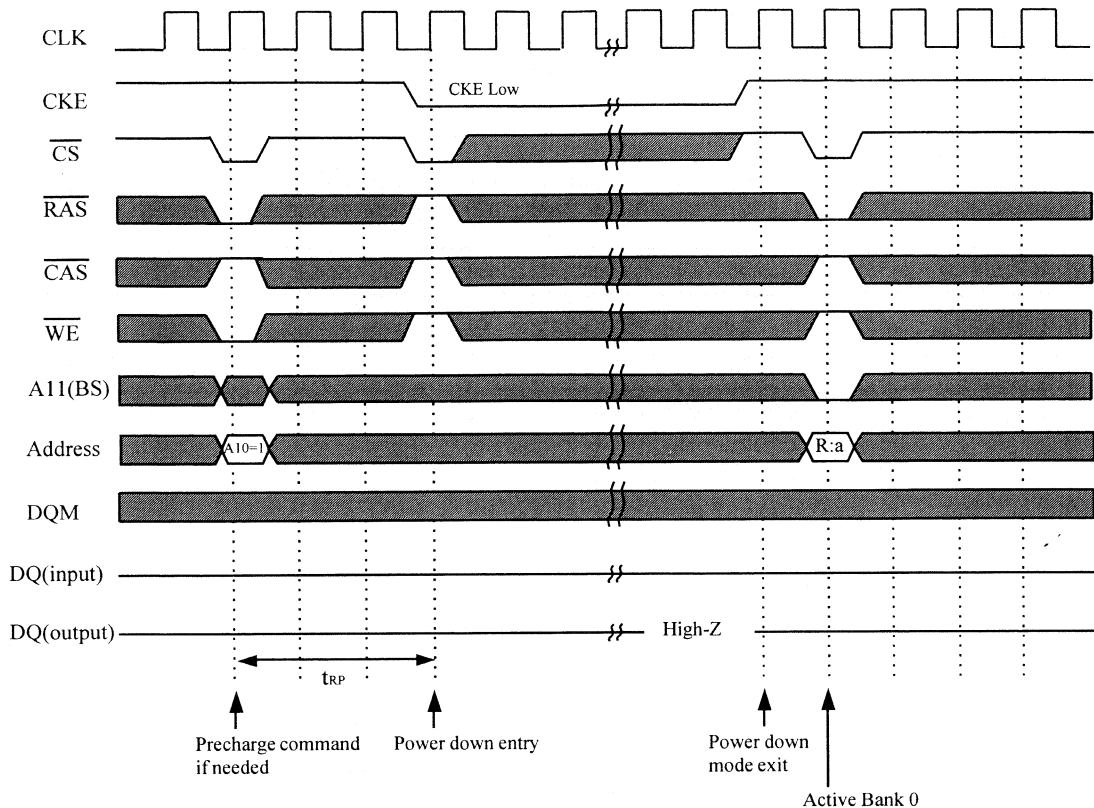 CLK
CKE
CKE Low
CS
RAS
CAS
WE
A11(BS)
Address
A10=1
R:a
DQM
DQ(input)
DQ(output)
High-Z
tRP
Precharge command
if needed
Power down entry
Power down
mode exit
Active Bank 0